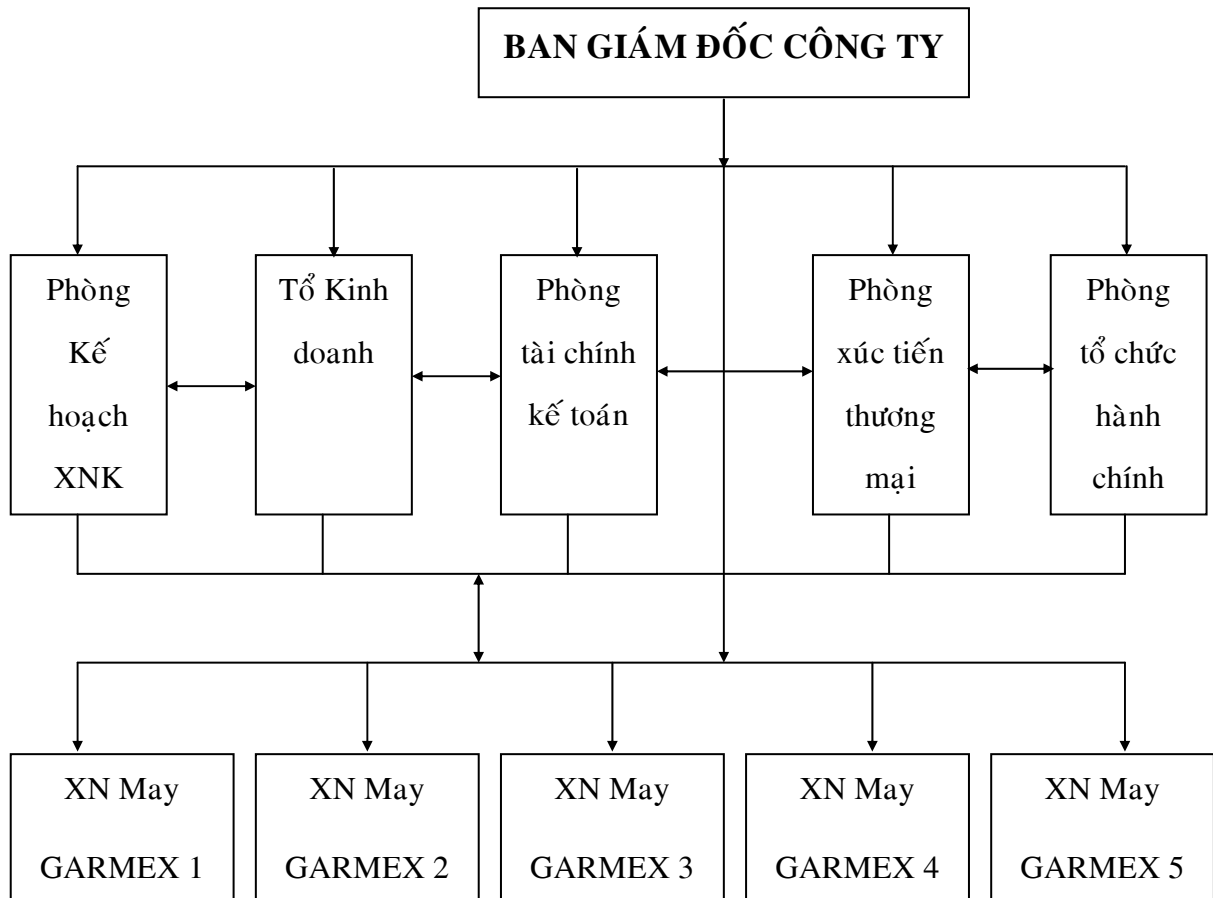 BAN GIÁM ĐỐC CÔNG TY
Phòng
Kế
hoạch
XNK
Tổ Kinh
doanh
Phòng
tài chính
kế toán
Phòng
xúc tiến
thương
mại
Phòng
tổ chức
hành
chính
XN May
GARMEX 1
XN May
GARMEX 2
XN May
GARMEX 3
XN May
GARMEX 4
XN May
GARMEX 5